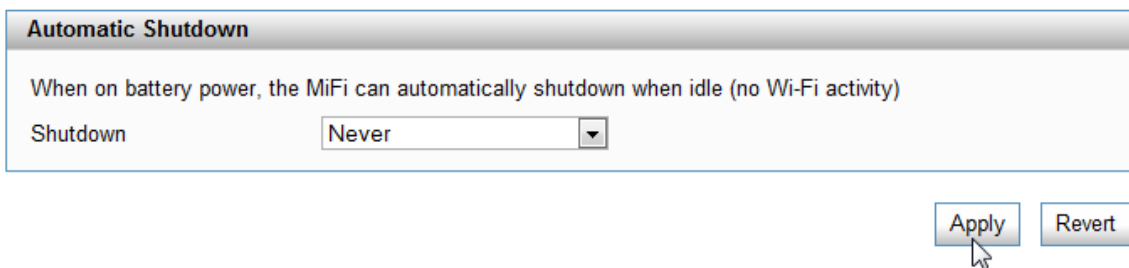 Automatic Shutdown
When on battery power, the MiFi can automatically shutdown when idle (no Wi-Fi activity)
Shutdown Never
Apply Revert